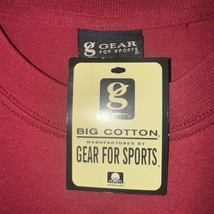 g GEAR
FOR SPORTS
g
BIG COTTON
MANUFACTURED BY
GEAR FOR SPORTS